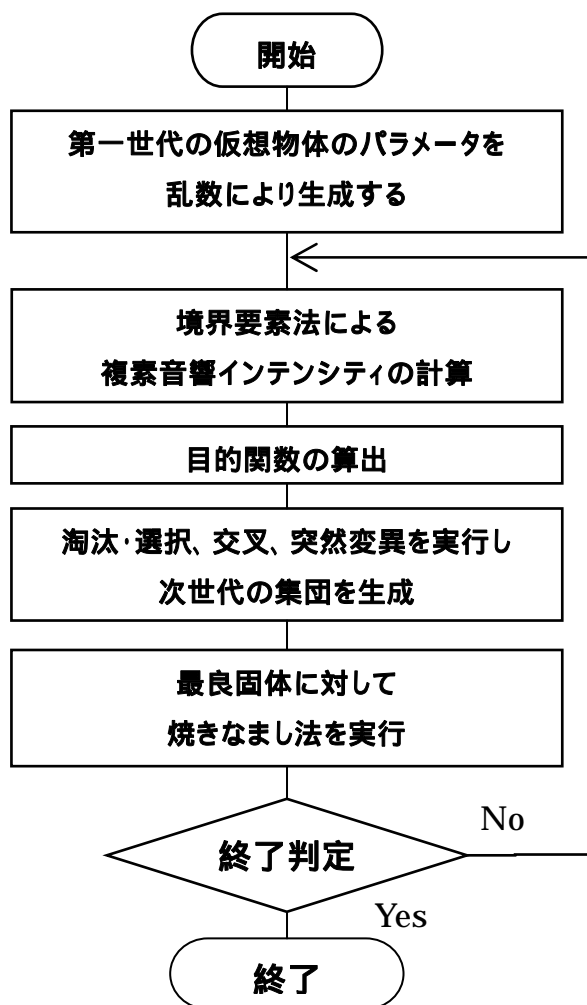 開始
第一世代の仮想物体のパラメータを
乱数により生成する
境界要素法による
複素音響インテンシティの計算
目的関数の算出
淘汰・選択、交叉、突然変異を実行し
次世代の集団を生成
最良固体に対して
焼きなまし法を実行
終了判定
No
Yes
終了